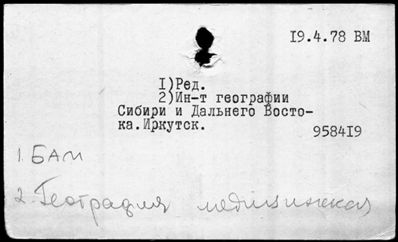 19.4.78 ВМ
1)Ред.
2)Ин-т географии
Сибири и Дальнего Восто-
ка.Иркутск.
958419
1. БАМ
2. География медицинская